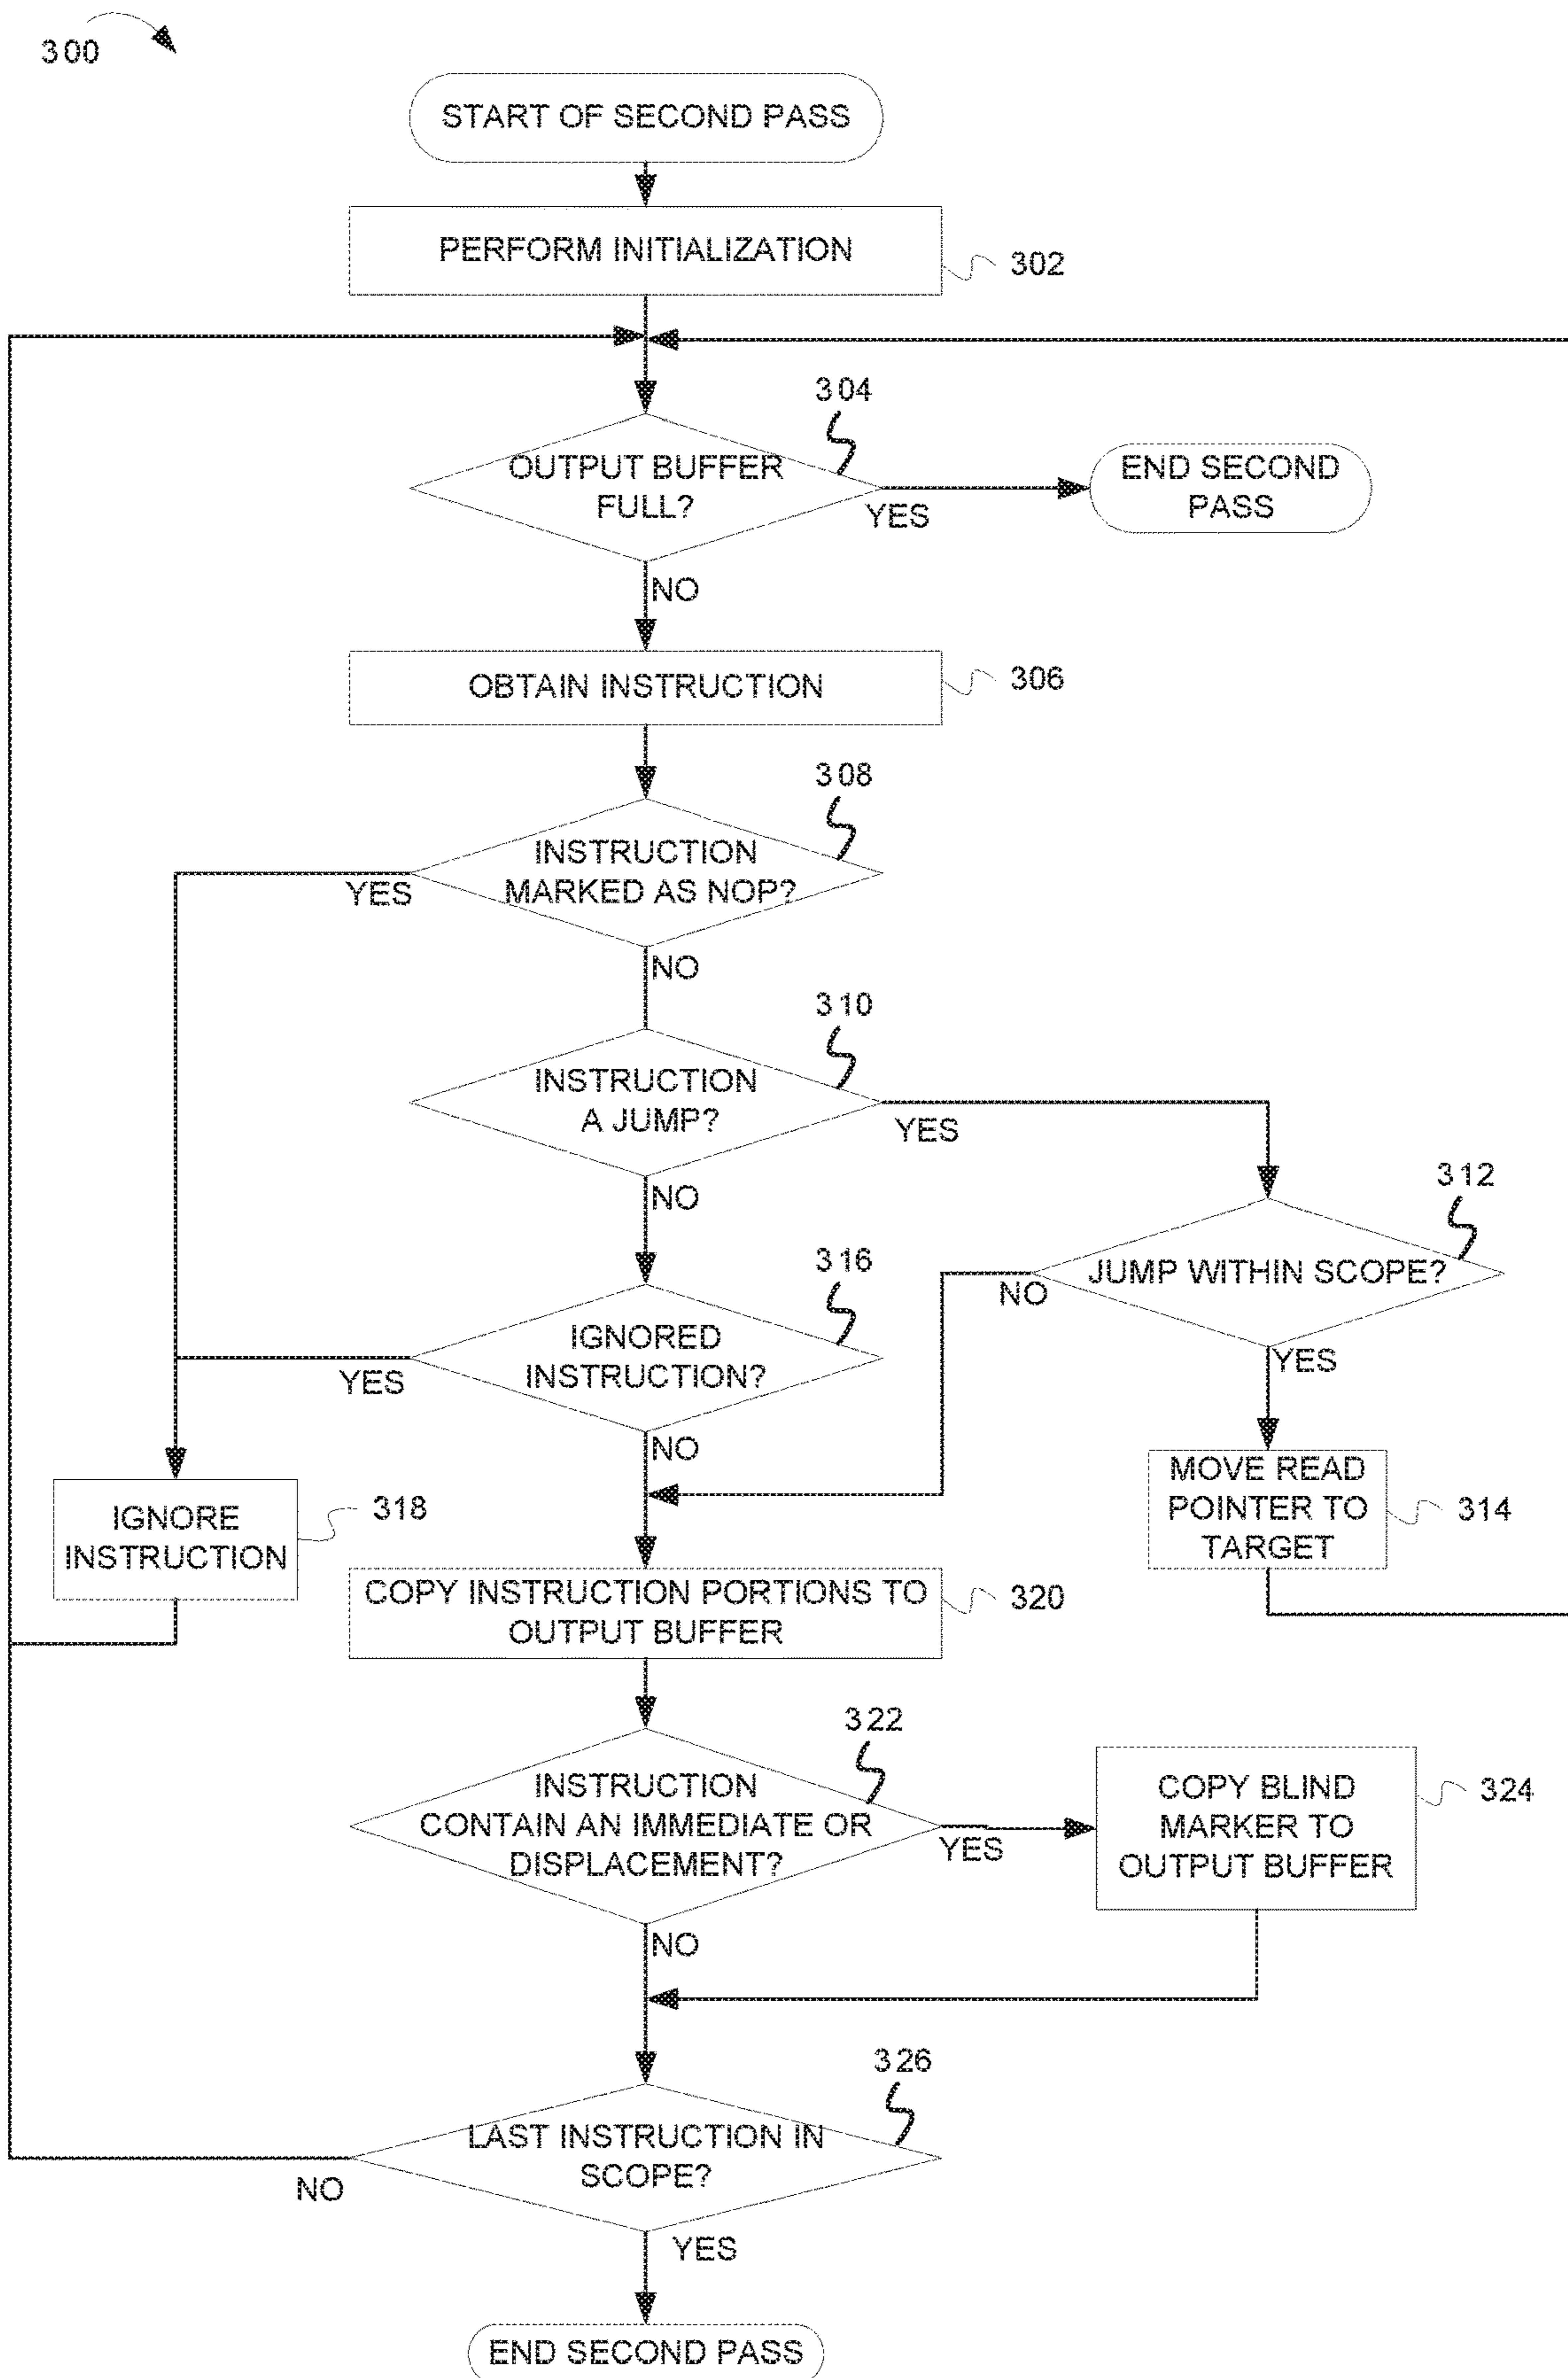 300
START OF SECOND PASS
PERFORM INITIALIZATION
302
304
OUTPUT BUFFER
FULL?
YES
END SECOND
PASS
NO
OBTAIN INSTRUCTION
306
308
INSTRUCTION
MARKED AS NOP?
YES
NO
310
INSTRUCTION
A JUMP?
YES
NO
312
JUMP WITHIN SCOPE?
NO
YES
316
IGNORED
INSTRUCTION?
YES
NO
MOVE READ
POINTER TO
TARGET
314
IGNORE
INSTRUCTION
318
COPY INSTRUCTION PORTIONS TO
OUTPUT BUFFER
320
322
INSTRUCTION
CONTAIN AN IMMEDIATE OR
DISPLACEMENT?
YES
NO
COPY BLIND
MARKER TO
OUTPUT BUFFER
324
326
LAST INSTRUCTION IN
SCOPE?
NO
YES
END SECOND PASS